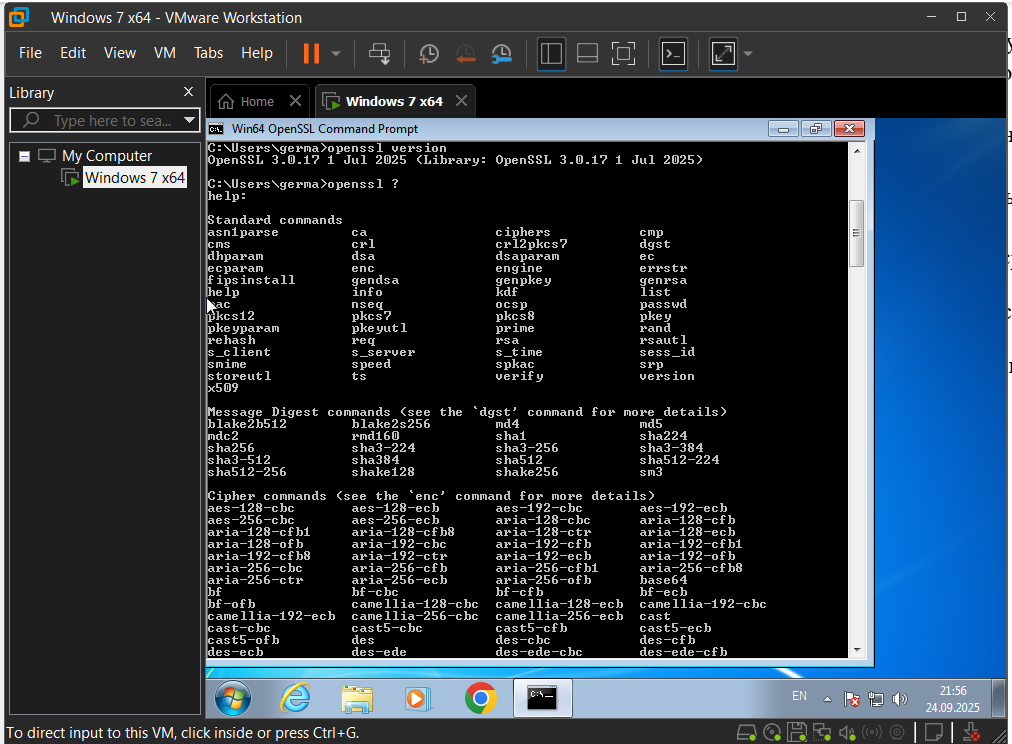 Windows 7 x64 - VMware Workstation
File Edit View VM Tabs Help
Library
Type here to sea...
My Computer
Windows 7 x64
Home
Windows 7 x64
Win64 OpenSSL Command Prompt
C:\Users\germa>openssl version
OpenSSL 3.0.17 1 Jul 2025 (Library: OpenSSL 3.0.17 1 Jul 2025)
C:\Users\germa>openssl ?
help:
Standard commands
asn1parse ca ciphers cmp
cms crl crl2pkcs7 dgst
dhparam dsa dsaparam ec
ecparam enc engine errstr
fipsinstall gendsa genpkey genrsa
help info kdf list
mac nseq ocsp passwd
pkcs12 pkcs7 pkcs8 pkey
pkeyparam pkeyutl prime rand
rehash req rsa rsautl
s_client s_server s_time sess_id
smime speed spkac srp
storeutl ts verify version
x509
Message Digest commands (see the `dgst' command for more details)
blake2b512 blake2s256 md4 md5
mdc2 rmd160 sha1 sha224
sha256 sha3-224 sha3-256 sha3-384
sha3-512 sha384 sha512 sha512-224
sha512-256 shake128 shake256 sm3
Cipher commands (see the `enc' command for more details)
aes-128-cbc aes-128-ecb aes-192-cbc aes-192-ecb
aes-256-cbc aes-256-ecb aria-128-cbc aria-128-cfb
aria-128-cfb1 aria-128-cfb8 aria-128-ctr aria-128-ecb
aria-128-ofb aria-192-cbc aria-192-cfb aria-192-cfb1
aria-192-cfb8 aria-192-ctr aria-192-ecb aria-192-ofb
aria-256-cbc aria-256-cfb aria-256-cfb1 aria-256-cfb8
aria-256-ctr aria-256-ecb aria-256-ofb base64
bf bf-cbc bf-cfb bf-ecb
bf-ofb camellia-128-cbc camellia-128-ecb camellia-192-cbc
camellia-192-ecb camellia-256-cbc camellia-256-ecb cast
cast-cbc cast5-cbc cast5-cfb cast5-ecb
cast5-ofb des des-cbc des-cfb
des-ecb des-ede des-ede-cbc des-ede-cfb
EN
21:56
24.09.2025
To direct input to this VM, click inside or press Ctrl+G.